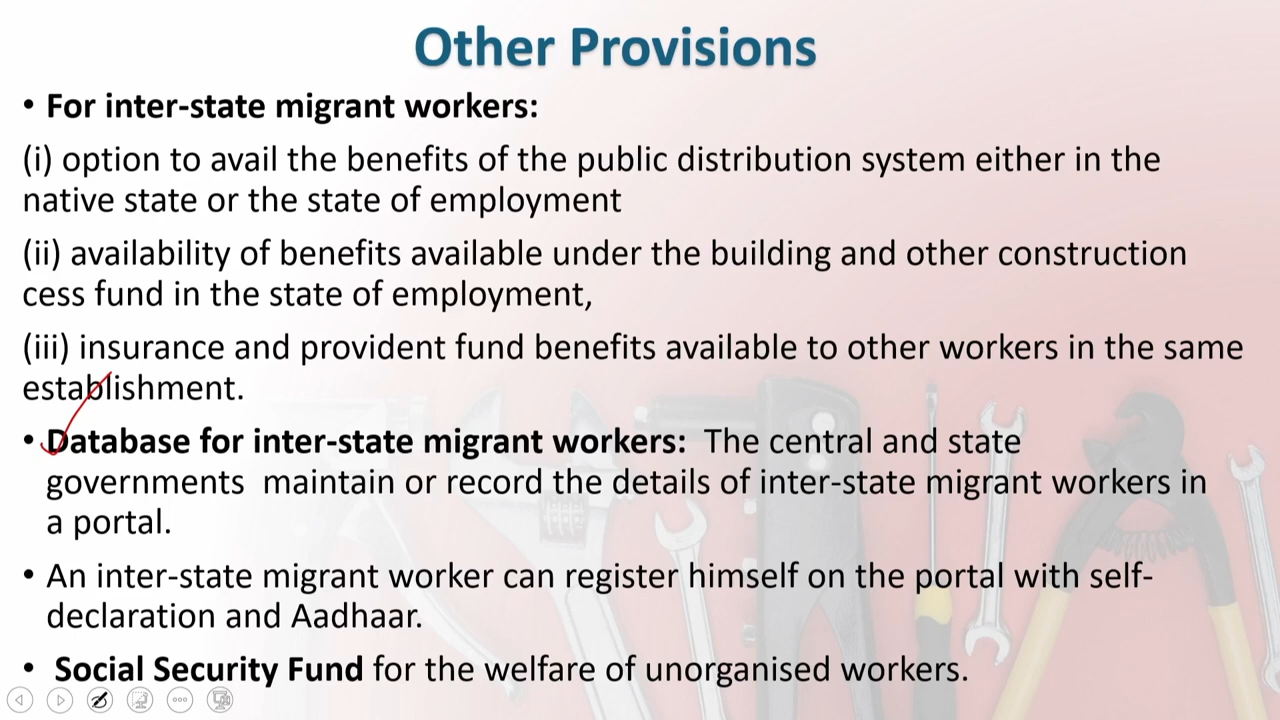 Other Provisions
• For inter-state migrant workers:
(i) option to avail the benefits of the public distribution system either in the
native state or the state of employment
(ii) availability of benefits available under the building and other construction
cess fund in the state of employment,
(iii) insurance and provident fund benefits available to other workers in the same
establishment.
• Database for inter-state migrant workers:  The central and state
governments  maintain or record the details of inter-state migrant workers in
a portal.
• An inter-state migrant worker can register himself on the portal with self-
declaration and Aadhaar.
• Social Security Fund for the welfare of unorganised workers.